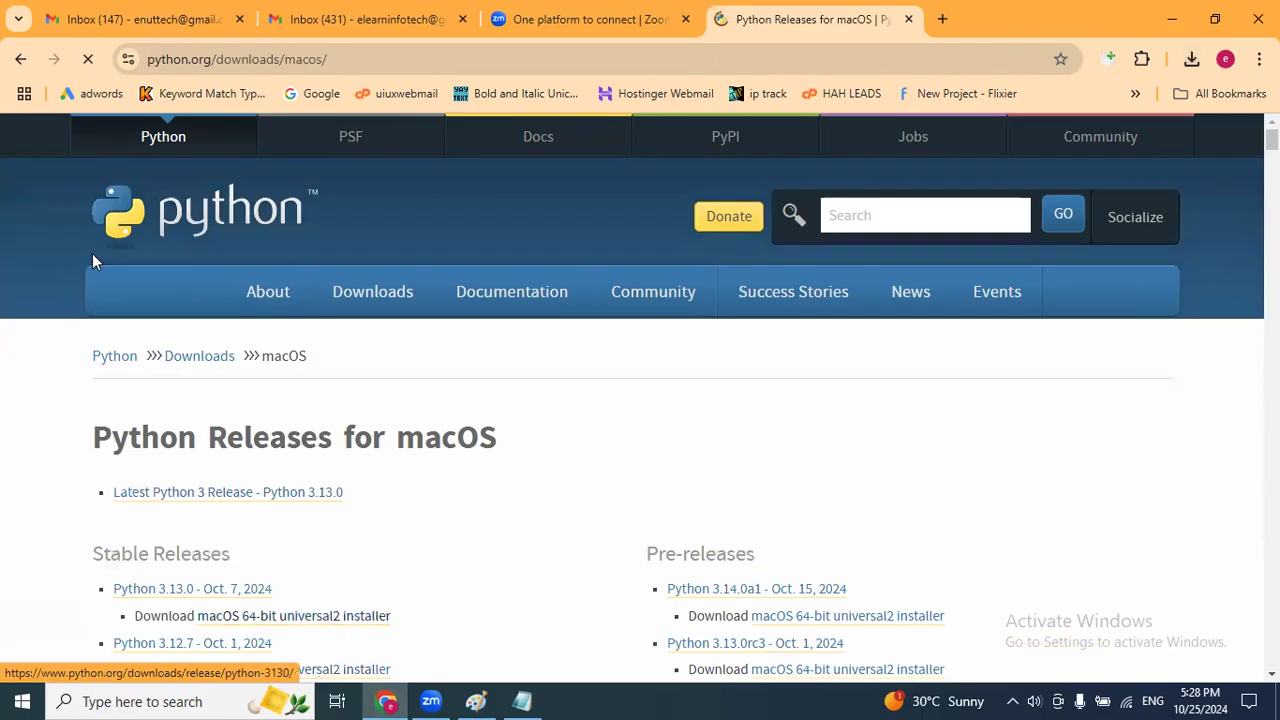 Inbox (147) - enuttech@gmail.c
Inbox (431) - elearninfotech@g
One platform to connect | Zoom
Python Releases for macOS | Py
python.org/downloads/macos/
adwords
Keyword Match Typ...
Google
uiuxwebmail
Bold and Italic Unic...
Hostinger Webmail
ip track
HAH LEADS
New Project - Flixier
All Bookmarks
Python
PSF
Docs
PyPI
Jobs
Community
python™
Donate
Search
GO
Socialize
About
Downloads
Documentation
Community
Success Stories
News
Events
Python
Downloads
macOS
Python Releases for macOS
Latest Python 3 Release - Python 3.13.0
Stable Releases
Python 3.13.0 - Oct. 7, 2024
Download macOS 64-bit universal2 installer
Python 3.12.7 - Oct. 1, 2024
versal2 installer
Pre-releases
Python 3.14.0a1 - Oct. 15, 2024
Download macOS 64-bit universal2 installer
Python 3.13.0rc3 - Oct. 1, 2024
Download macOS 64-bit universal2 installer
Activate Windows
Go to Settings to activate Windows.
https://www.python.org/downloads/release/python-3130/
Type here to search
30°C Sunny
ENG
5:28 PM
10/25/2024